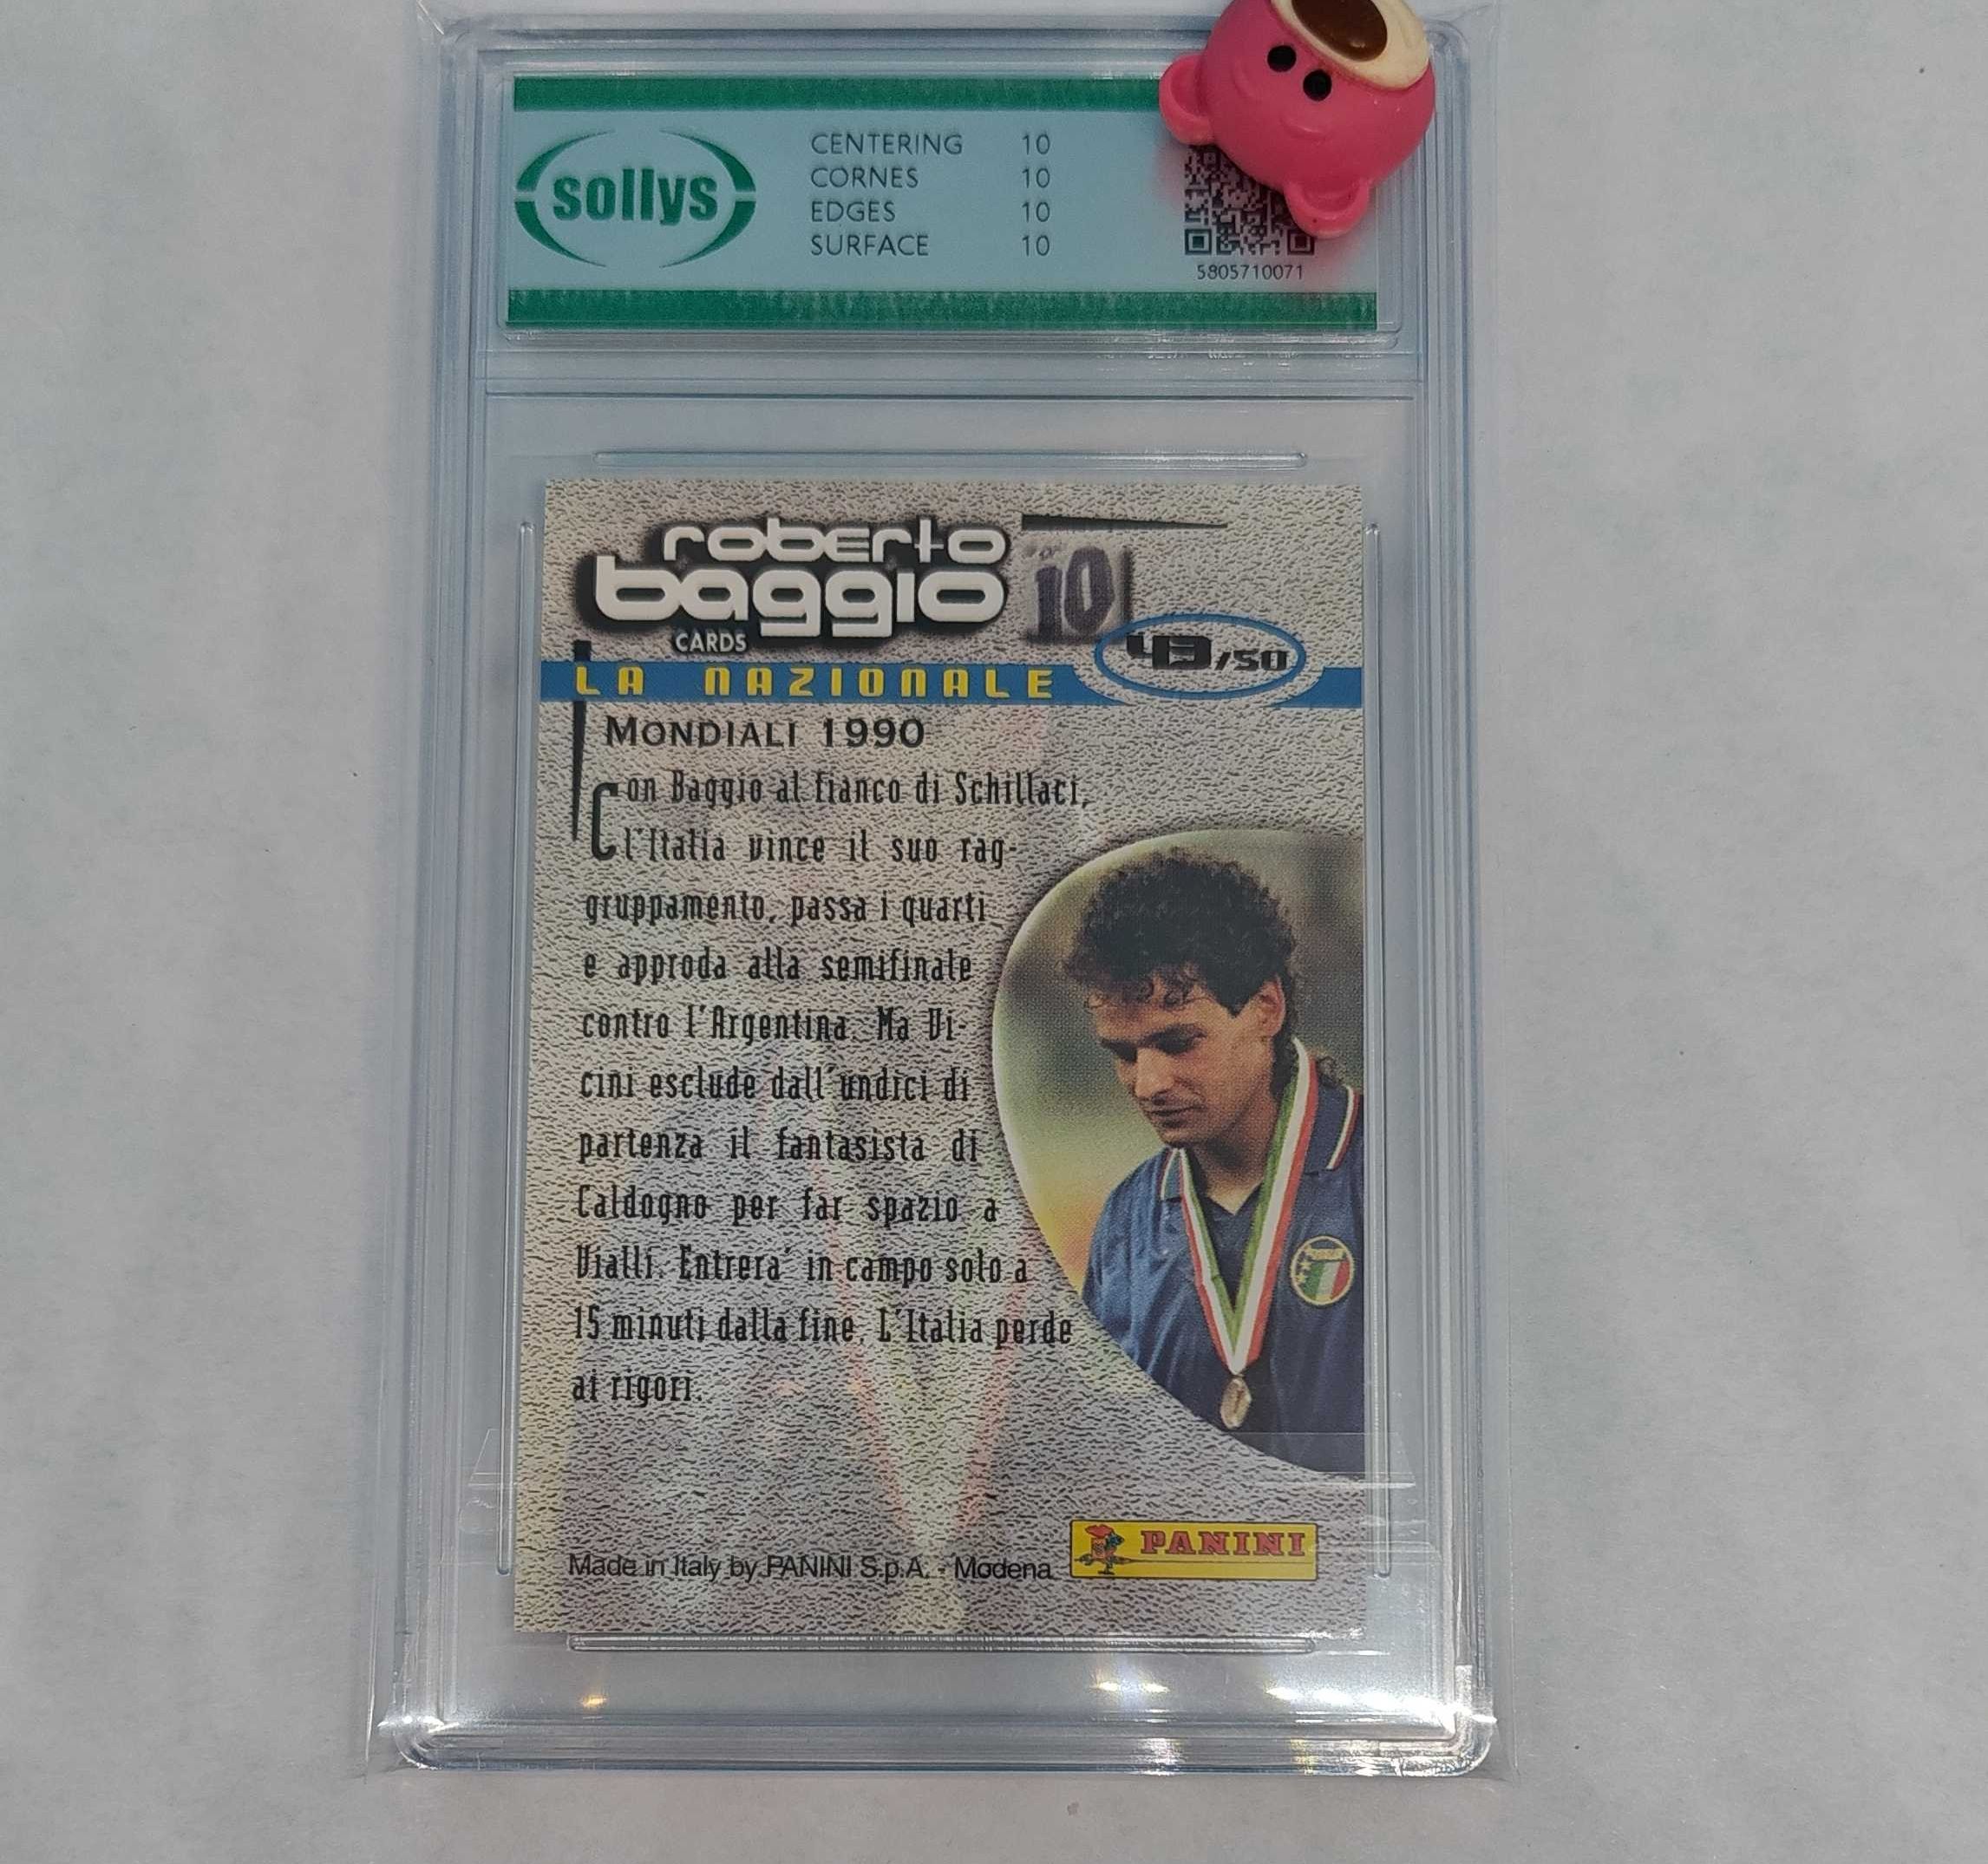 sollys
CENTERING 10
CORNES 10
EDGES 10
SURFACE 10
5805710071
roberto
baggio
10
CARDS
43/50
LA NAZIONALE
MONDIALI 1990
Con Baggio al fianco di Schillaci,
l'Italia vince il suo rag-
gruppamento, passa i quarti
e approda alla semifinale
contro l'Argentina. Ma Vi-
cini esclude dall'undici di
partenza il fantasista di
Caldogno per far spazio a
Vialli. Entrera' in campo solo a
15 minuti dalla fine. L'Italia perde
ai rigori.
Made in Italy by PANINI S.p.A. - Modena
PANINI